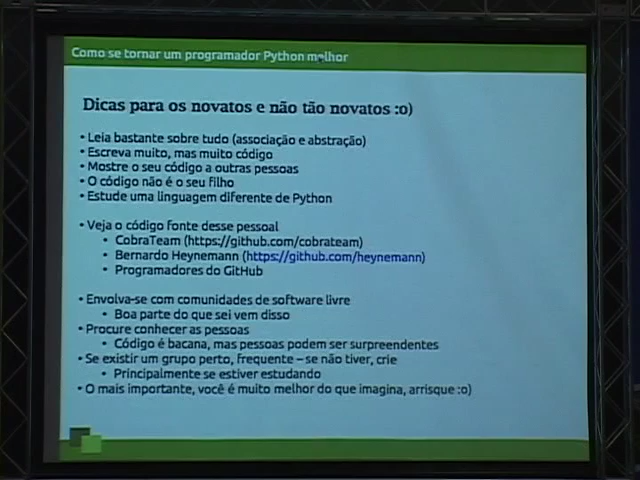 Como se tornar um programador Python melhor
Dicas para os novatos e não tão novatos :o)
• Leia bastante sobre tudo (associação e abstração)
• Escreva muito, mas muito código
• Mostre o seu código a outras pessoas
• O código não é o seu filho
• Estude uma linguagem diferente de Python
• Veja o código fonte desse pessoal
• CobraTeam (https://github.com/cobrateam)
• Bernardo Heynemann (https://github.com/heynemann)
• Programadores do GitHub
• Envolva-se com comunidades de software livre
• Boa parte do que sei vem disso
• Procure conhecer as pessoas
• Código é bacana, mas pessoas podem ser surpreendentes
• Se existir um grupo perto, frequente – se não tiver, crie
• Principalmente se estiver estudando
• O mais importante, você é muito melhor do que imagina, arrisque :o)